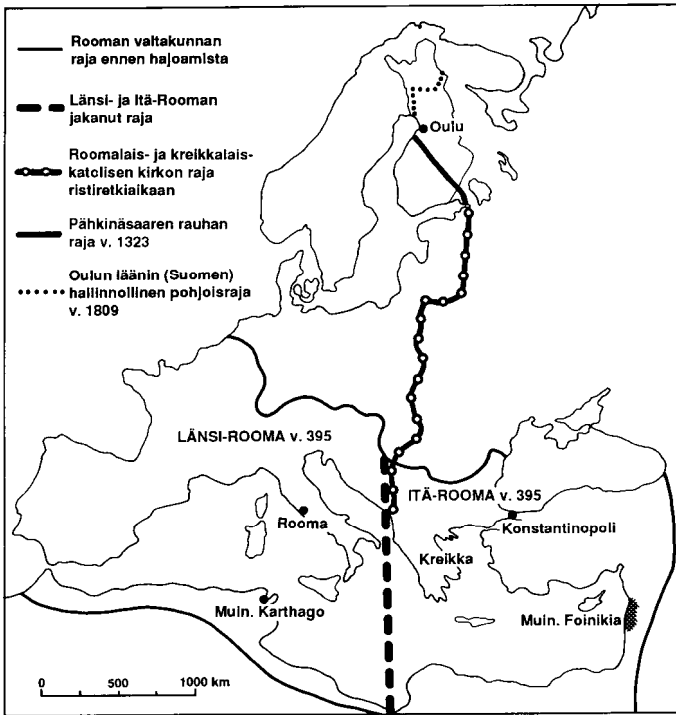 Rooman valtakunnan
raja ennen hajoamista
Länsi- ja Itä-Rooman
jakanut raja
Roomalais- ja kreikkalais-
katolisen kirkon raja
ristiretkiaikaan
Pähkinäsaaren rauhan
raja v. 1323
Oulun läänin (Suomen)
hallinnollinen pohjoisraja
v. 1809
Oulu
LÄNSI-ROOMA v. 395
ITÄ-ROOMA v. 395
Rooma
Konstantinopoli
Kreikka
Muin. Karthago
Muin. Foinikia
0 500 1000 km